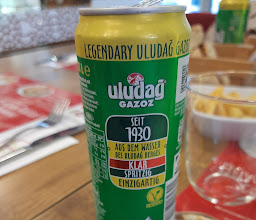 LEGENDARY ULUDAĞ GAZOZ
uludağ
GAZOZ
SEIT
1930
AUS DEM WASSER
DES ULUDAĞ BERGES
KLAR
SPRITZIG
EINZIGARTIG